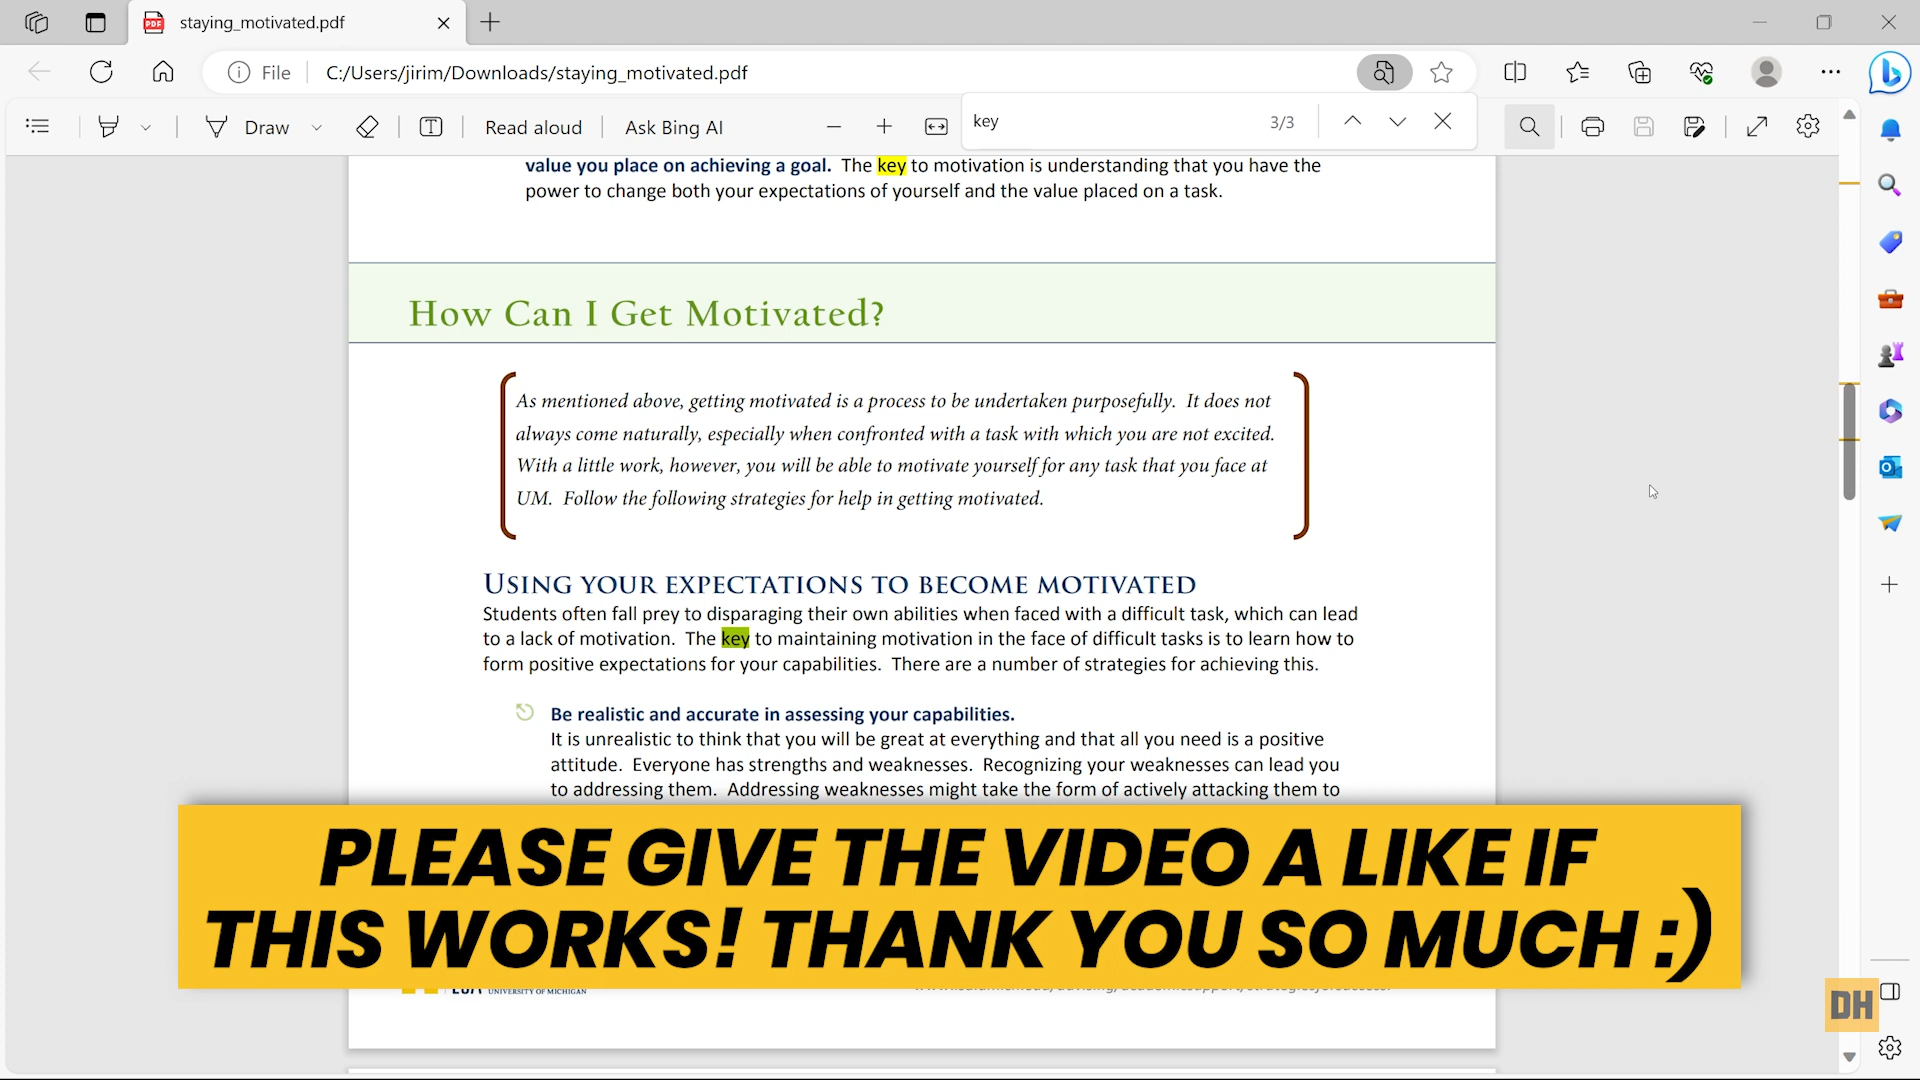 staying_motivated.pdf
File
C:/Users/jirim/Downloads/staying_motivated.pdf
Draw
Read aloud
Ask Bing AI
key
3/3
value you place on achieving a goal. The key to motivation is understanding that you have the
power to change both your expectations of yourself and the value placed on a task.
How Can I Get Motivated?
As mentioned above, getting motivated is a process to be undertaken purposefully. It does not
always come naturally, especially when confronted with a task with which you are not excited.
With a little work, however, you will be able to motivate yourself for any task that you face at
UM. Follow the following strategies for help in getting motivated.
USING YOUR EXPECTATIONS TO BECOME MOTIVATED
Students often fall prey to disparaging their own abilities when faced with a difficult task, which can lead
to a lack of motivation. The key to maintaining motivation in the face of difficult tasks is to learn how to
form positive expectations for your capabilities. There are a number of strategies for achieving this.
Be realistic and accurate in assessing your capabilities.
It is unrealistic to think that you will be great at everything and that all you need is a positive
attitude. Everyone has strengths and weaknesses. Recognizing your weaknesses can lead you
to addressing them. Addressing weaknesses might take the form of actively attacking them to
PLEASE GIVE THE VIDEO A LIKE IF
THIS WORKS! THANK YOU SO MUCH :)
UNIVERSITY OF MICHIGAN
DH